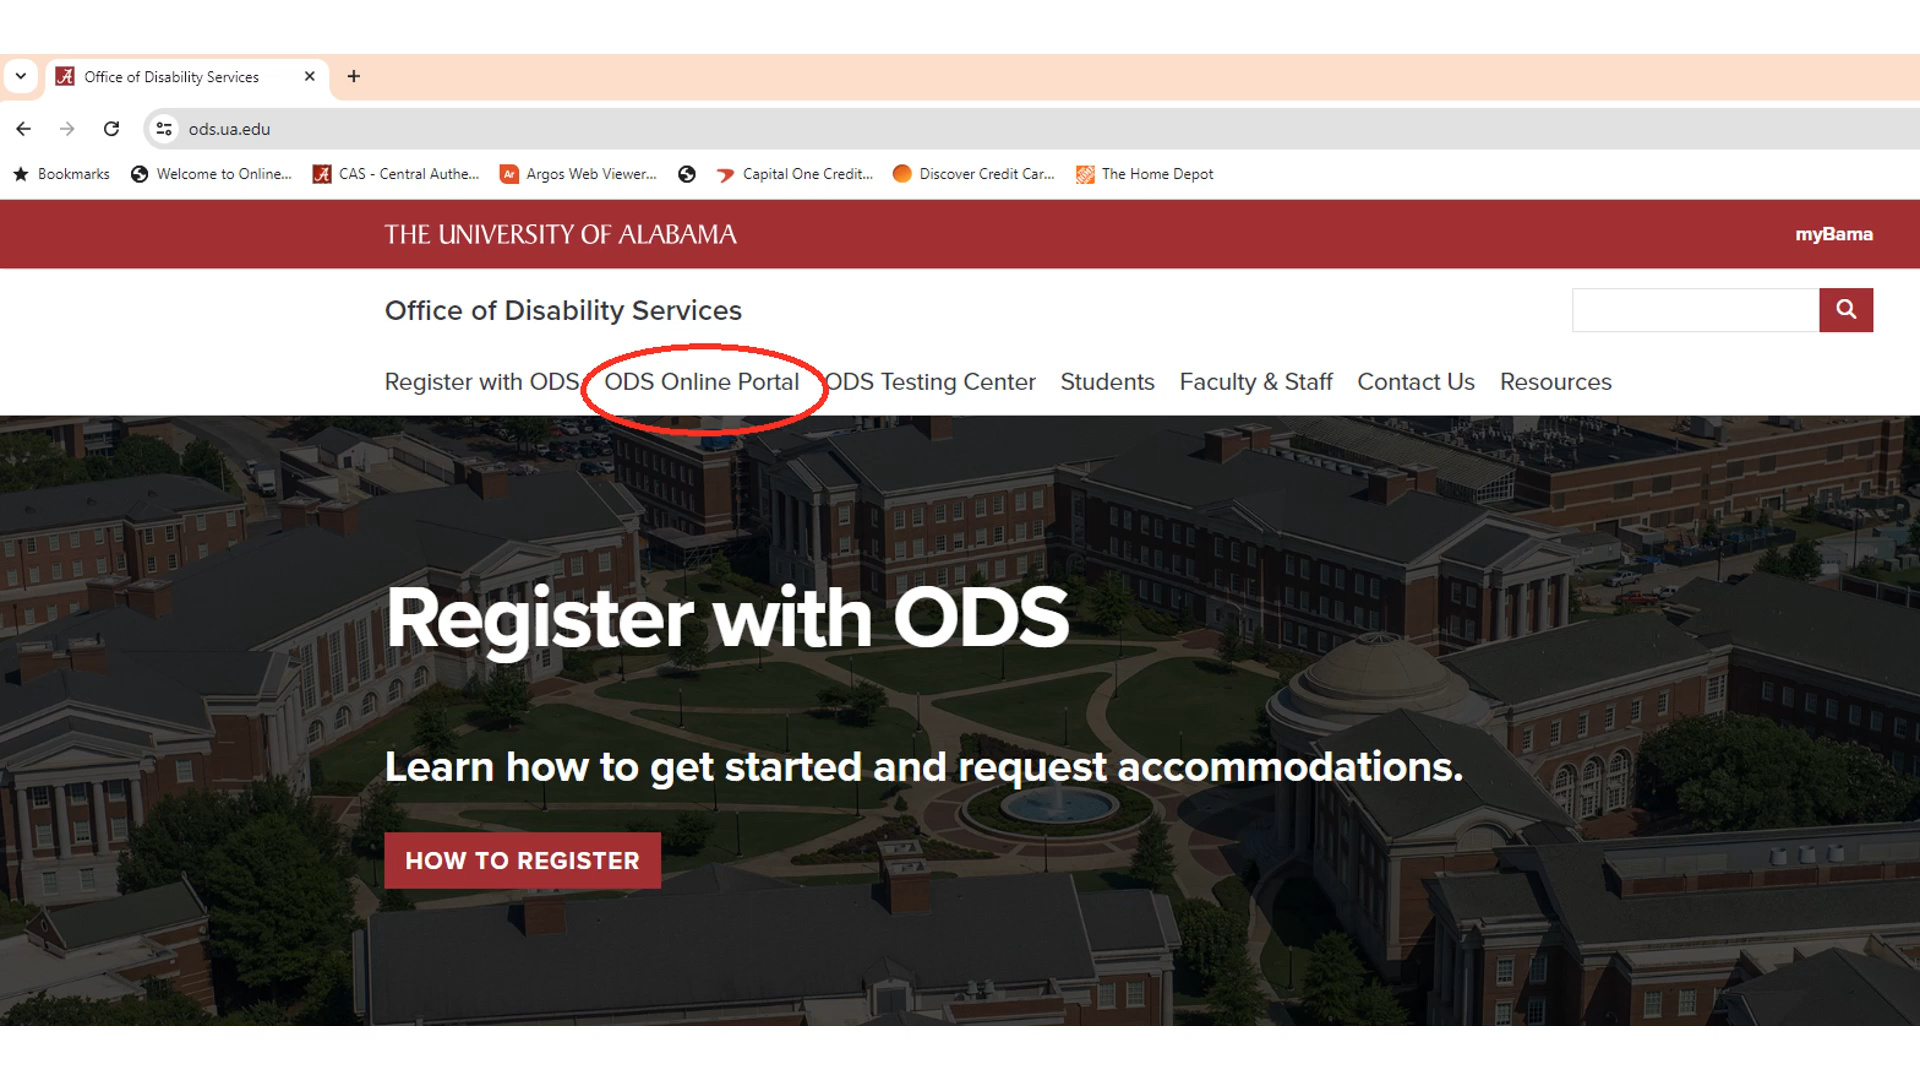 Office of Disability Services
ods.ua.edu
Bookmarks Welcome to Online... CAS - Central Authe... Ar Argos Web Viewer... Capital One Credit... Discover Credit Car... The Home Depot
THE UNIVERSITY OF ALABAMA myBama
Office of Disability Services
Register with ODS ODS Online Portal ODS Testing Center Students Faculty & Staff Contact Us Resources
Register with ODS
Learn how to get started and request accommodations.
HOW TO REGISTER